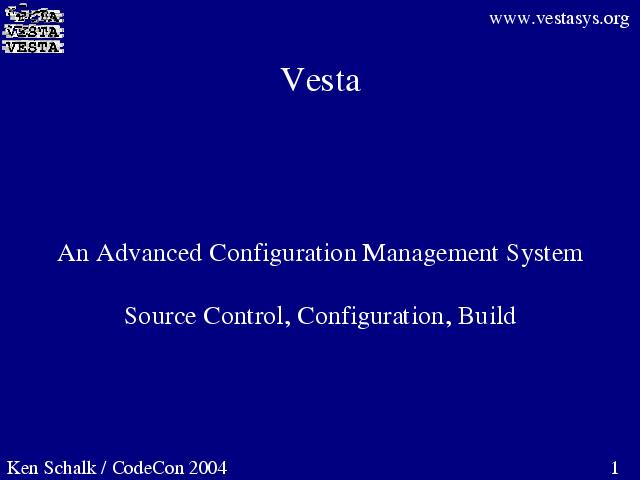 VESTA
VESTA
VESTA
www.vestasys.org
Vesta
An Advanced Configuration Management System
Source Control, Configuration, Build
Ken Schalk / CodeCon 2004
1